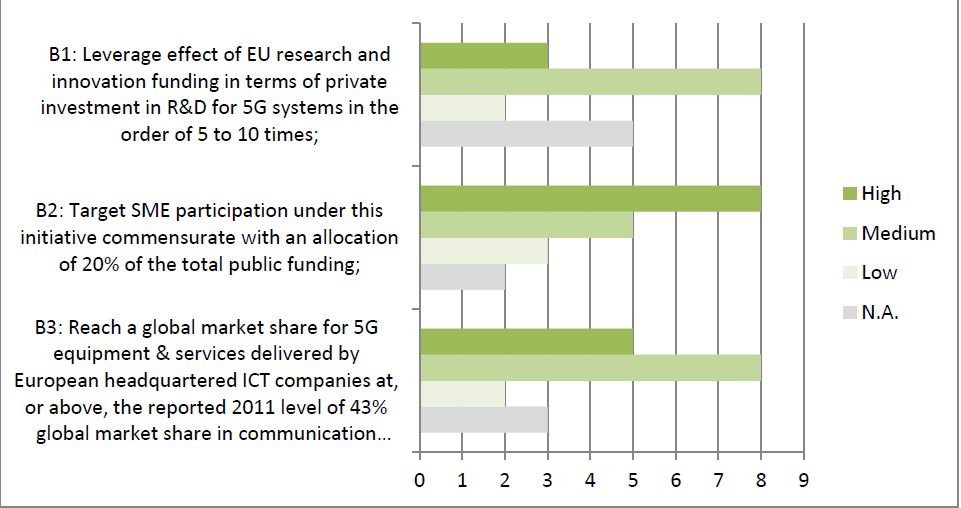 B1: Leverage effect of EU research and
innovation funding in terms of private
investment in R&D for 5G systems in the
order of 5 to 10 times;
B2: Target SME participation under this
initiative commensurate with an allocation
of 20% of the total public funding;
B3: Reach a global market share for 5G
equipment & services delivered by
European headquartered ICT companies at,
or above, the reported 2011 level of 43%
global market share in communication...
0 1 2 3 4 5 6 7 8 9
High
Medium
Low
N.A.